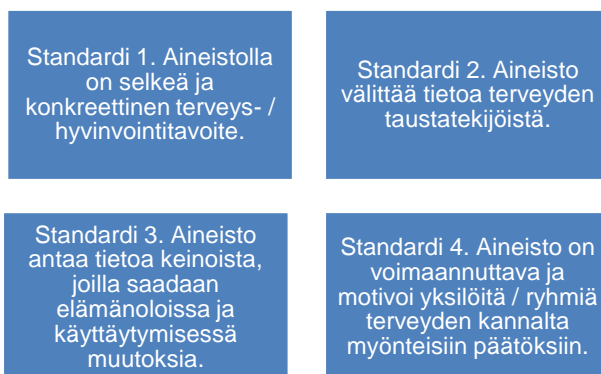 Standardi 1. Aineistolla
on selkeä ja
konkreettinen terveys- /
hyvinvointitavoite.
Standardi 2. Aineisto
välittää tietoa terveyden
taustatekijöistä.
Standardi 3. Aineisto
antaa tietoa keinoista,
joilla saadaan
elämänoloissa ja
käyttäytymisessä
muutoksia.
Standardi 4. Aineisto on
voimaannuttava ja
motivoi yksilöitä / ryhmiä
terveyden kannalta
myönteisiin päätöksiin.